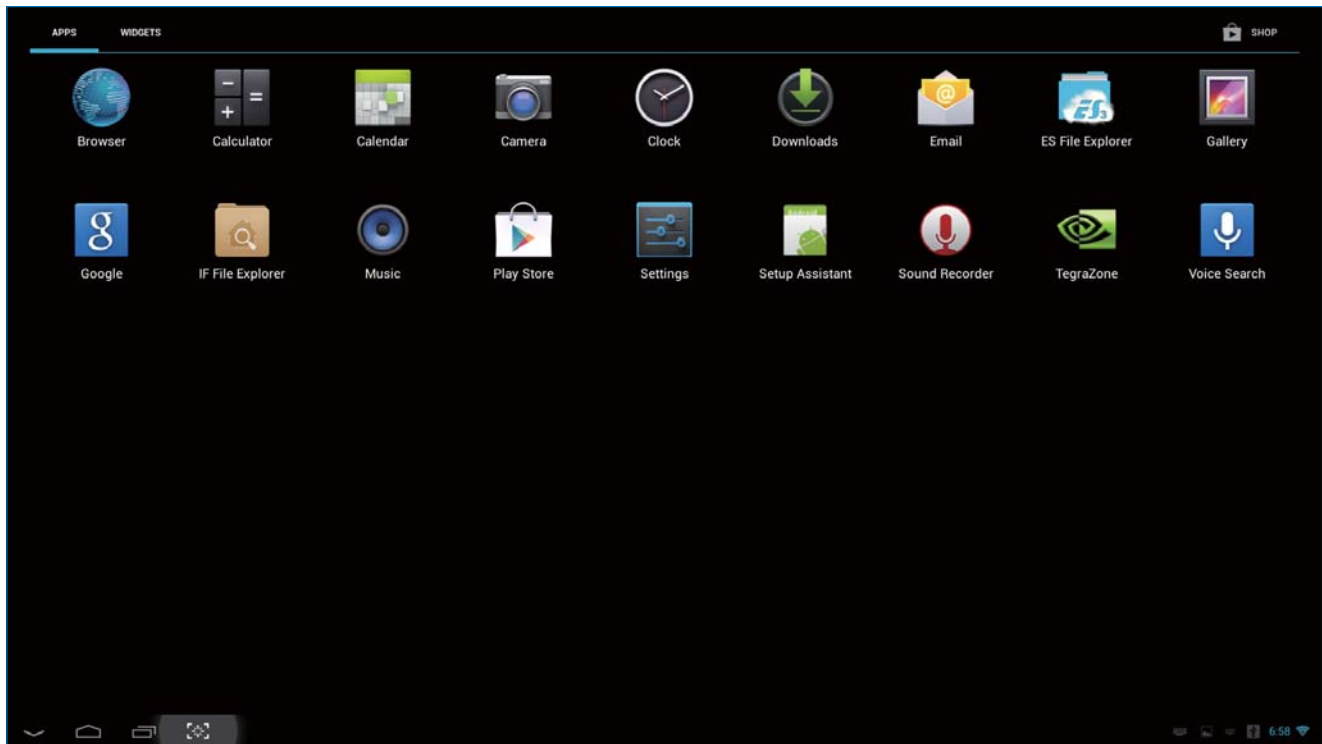 APPS WIDGETS SHOP
Browser Calculator Calendar Camera Clock Downloads Email ES File Explorer Gallery
Google IF File Explorer Music Play Store Settings Setup Assistant Sound Recorder TegraZone Voice Search
6:58